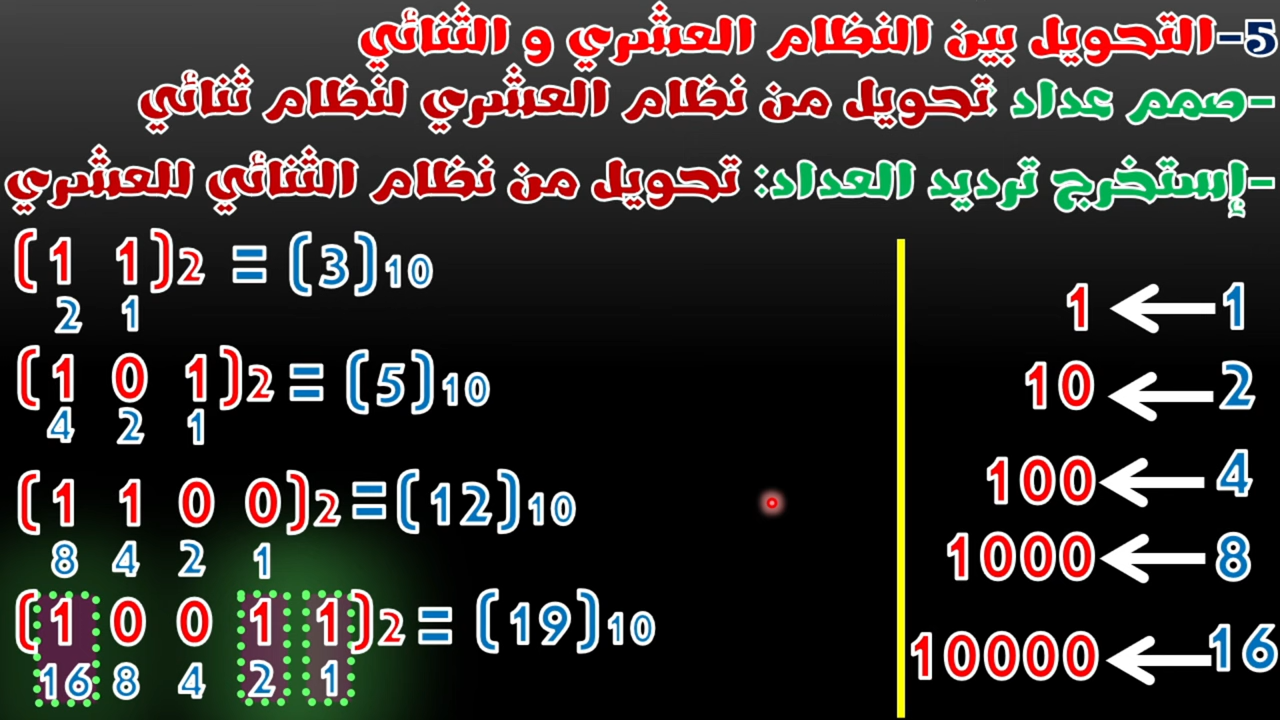 5-التحويل بين النظام العشري و الثنائي
-صمم عداد تحويل من نظام العشري لنظام ثنائي
-إستخرج ترديد العداد: تحويل من نظام الثنائي للعشري
(1 1)2 = (3)10
2 1
(1 0 1)2 = (5)10
4 2 1
(1 1 0 0)2 = (12)10
8 4 2 1
(1 0 0 1 1)2 = (19)10
16 8 4 2 1
1 ← 1
10 ← 2
100 ← 4
1000 ← 8
10000 ← 16